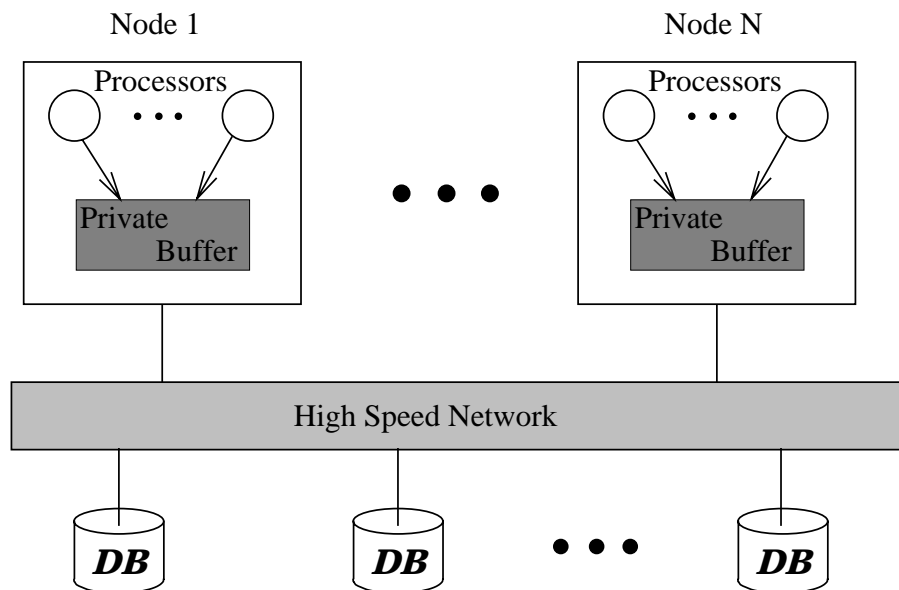 Node 1
Node N
Processors
Processors
Private
Buffer
Private
Buffer
High Speed Network
DB
DB
DB